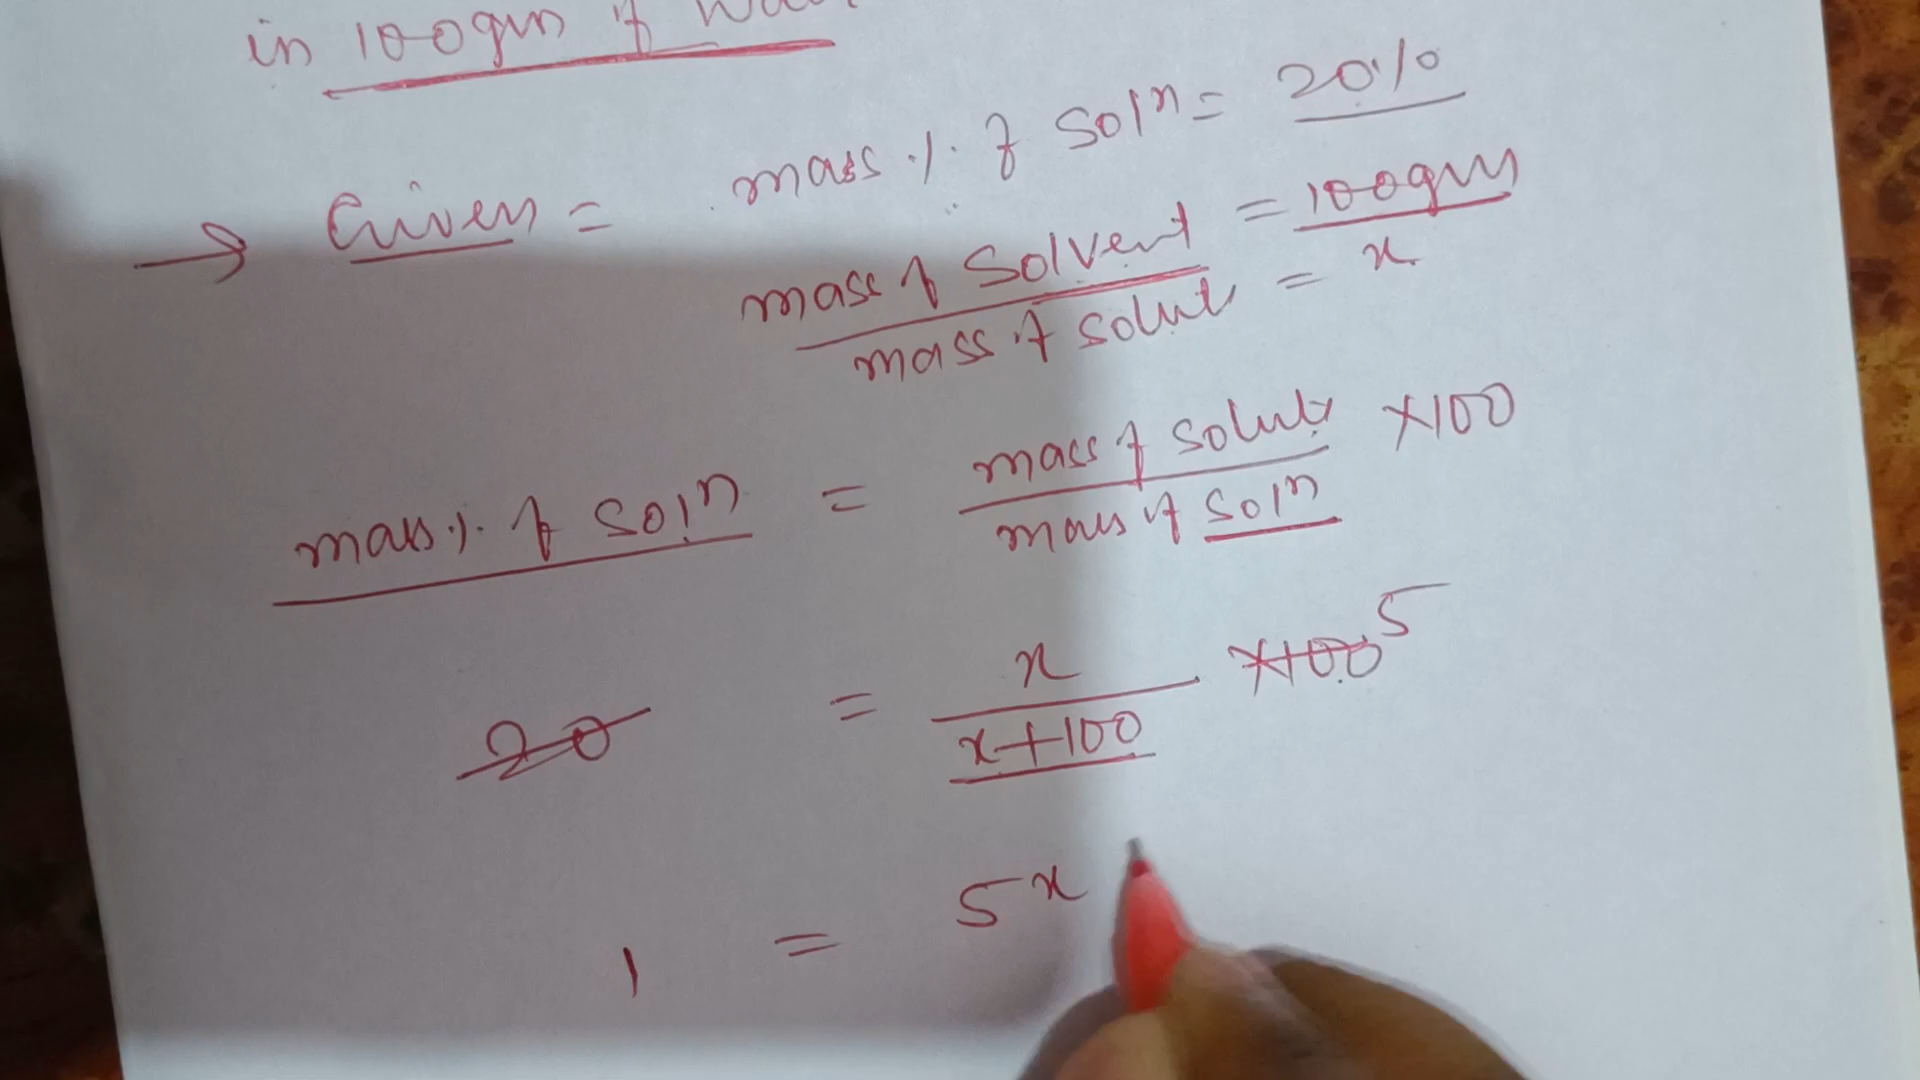 in 100gm of
Given = mass % of Solⁿ = 20%
mass of Solvent = 100gm
mass of Solute = x
mass % of Solⁿ = mass of Solute ×100
mass of Solⁿ
20 = x ×100 5
x+100
1 = 5x